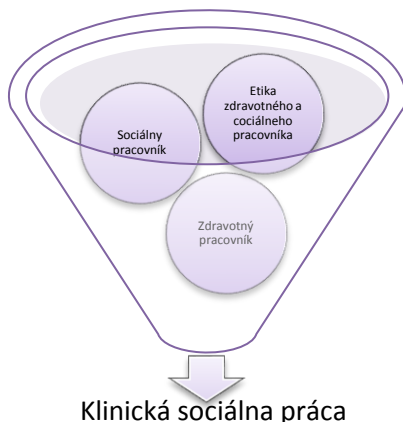 Etika
zdravotného a
cociálneho
pracovníka
Sociálny
pracovník
Zdravotný
pracovník
Klinická sociálna práca